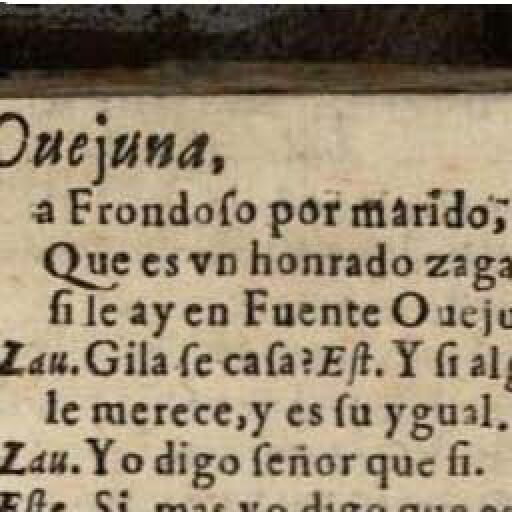 Ouejuna,
a Frondoſo por marido,
Que es vn honrado zaga
ſi le ay en Fuente Oueju
Lau. Gila ſe caſa? Eſt. Y ſi alg
le merece, y es ſu ygual.
Lau. Yo digo ſeñor que ſi.
Eſte. Si, mas yo digo que es